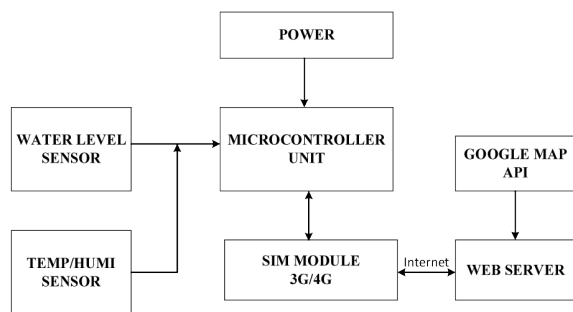 POWER
WATER LEVEL
SENSOR
MICROCONTROLLER
UNIT
GOOGLE MAP
API
TEMP/HUMI
SENSOR
SIM MODULE
3G/4G
Internet
WEB SERVER